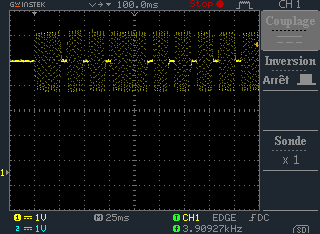 GWINSTEK 100.0ms Stop CH 1
Couplage
Inversion
Arrêt
Sonde
x 1
1
1 1V M 25ms T CH1 EDGE DC
2 1V f 3.90927kHz SD